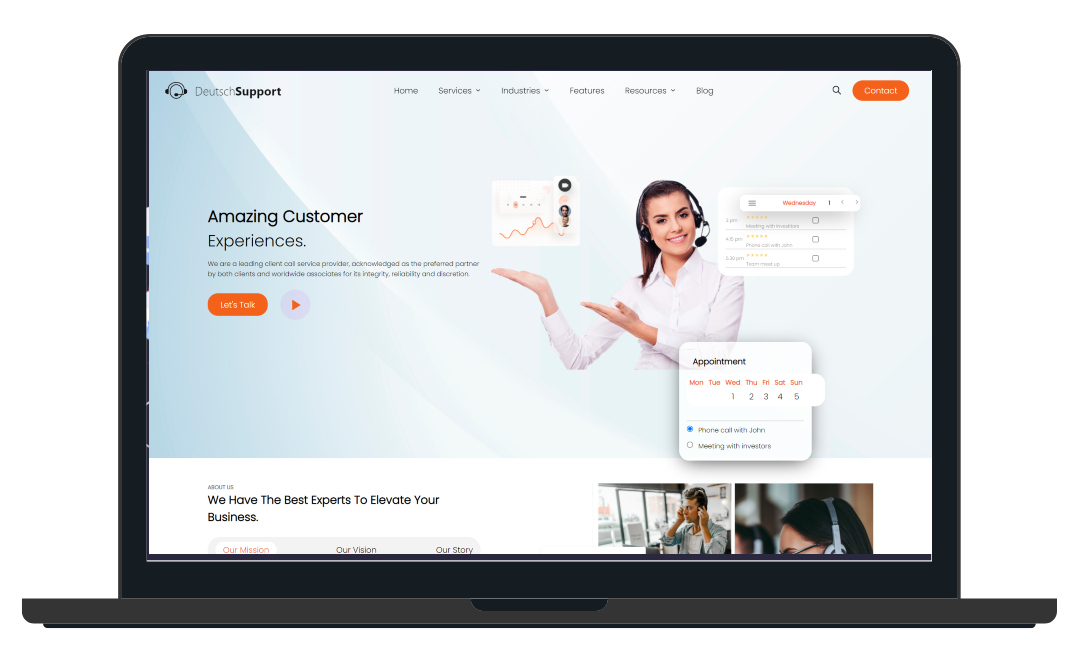 DeutschSupport
Home Services Industries Features Resources Blog
Contact
Amazing Customer
Experiences.
We are a leading client call service provider, acknowledged as the preferred partner
by both clients and worldwide associates for its integrity, reliability and discretion.
Let's Talk
Wednesday 1
3 pm
Meeting with investitors
4:10 pm Phone call with John
5:30 pm Team meet up
Appointment
Mon Tue Wed Thu Fri Sat Sun
1 2 3 4 5
Phone call with John
Meeting with investors
ABOUT US
We Have The Best Experts To Elevate Your
Business.
Our Mission Our Vision Our Story